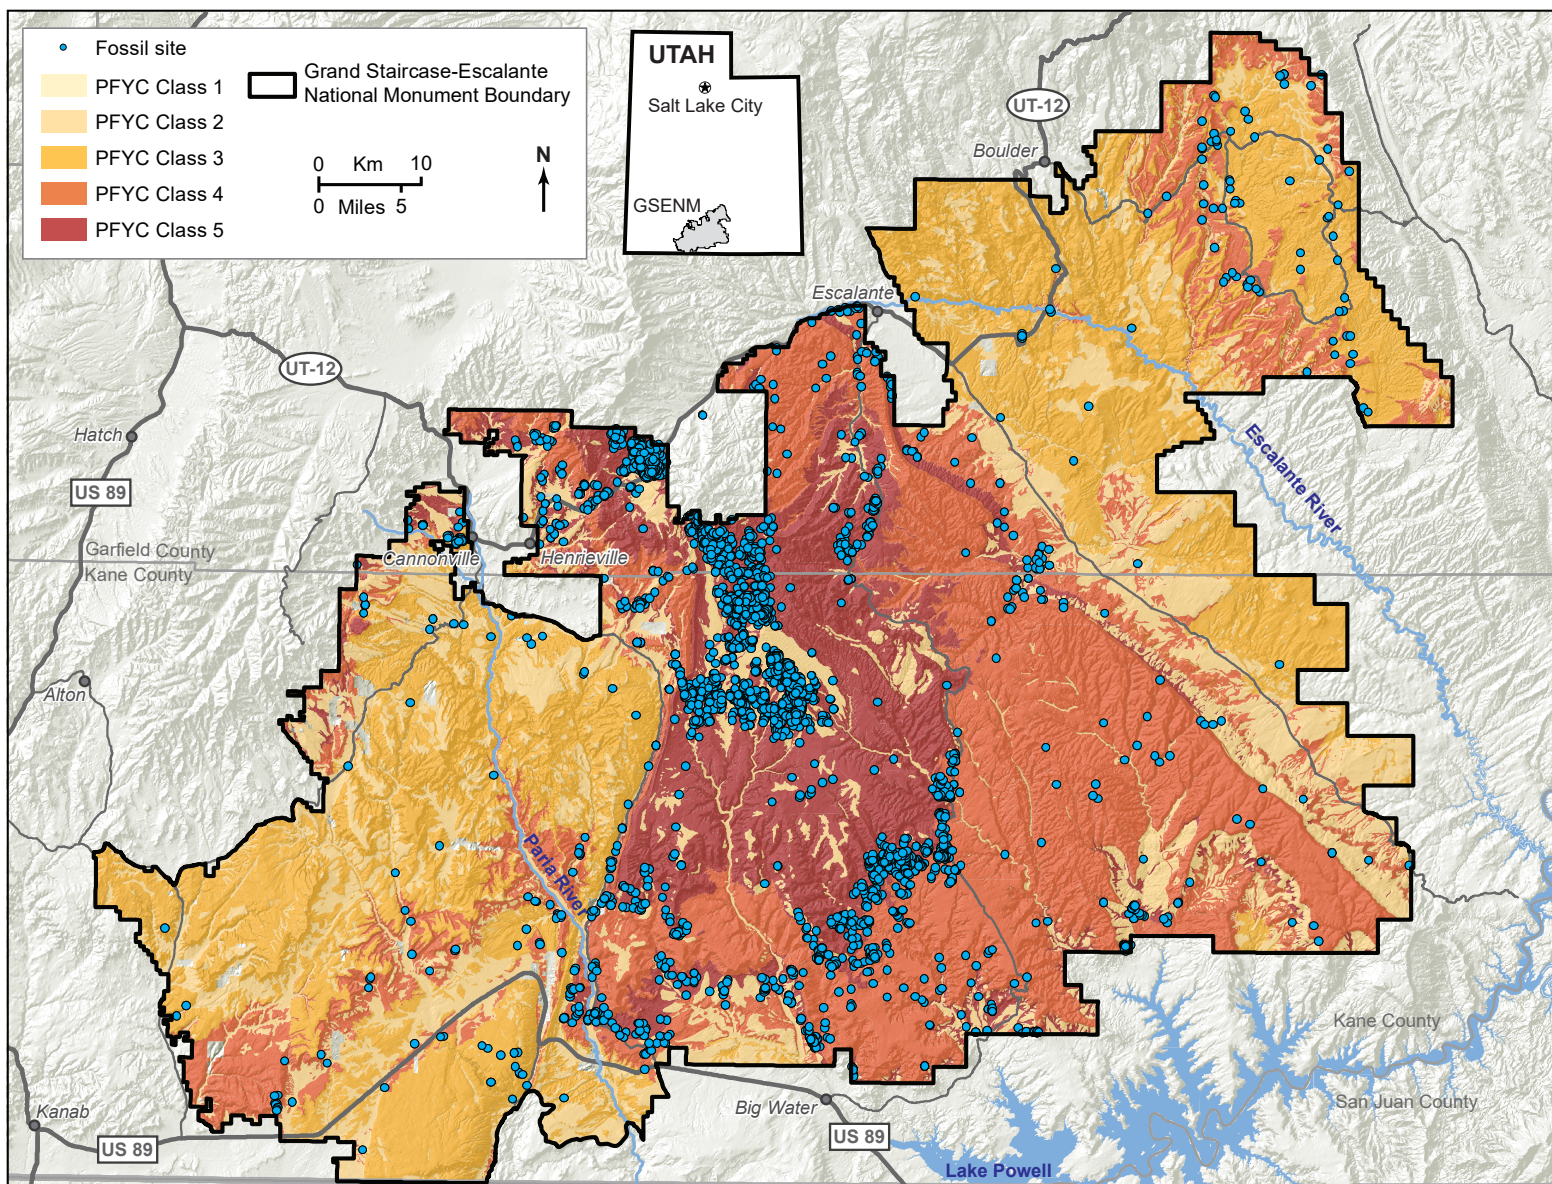 Fossil site
PFYC Class 1
PFYC Class 2
PFYC Class 3
PFYC Class 4
PFYC Class 5
Grand Staircase-Escalante
National Monument Boundary
0 Km 10
0 Miles 5
N
UTAH
Salt Lake City
GSENM
UT-12
Boulder
Escalante
UT-12
Hatch
US 89
Escalante River
Garfield County
Kane County
Cannonville
Henrieville
Alton
Paria River
Kane County
San Juan County
Kanab
US 89
Big Water
US 89
Lake Powell